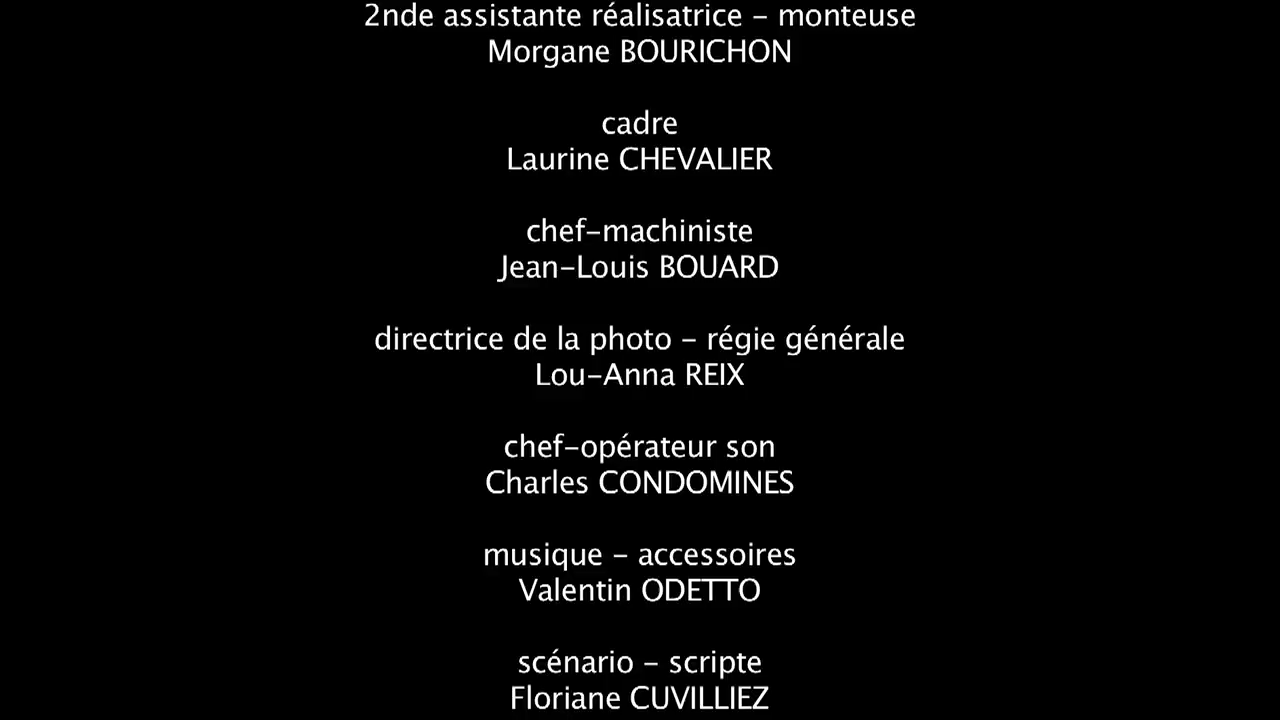 2nde assistante réalisatrice - monteuse
Morgane BOURICHON
cadre
Laurine CHEVALIER
chef-machiniste
Jean-Louis BOUARD
directrice de la photo - régie générale
Lou-Anna REIX
chef-opérateur son
Charles CONDOMINES
musique - accessoires
Valentin ODETTO
scénario - scripte
Floriane CUVILLIEZ